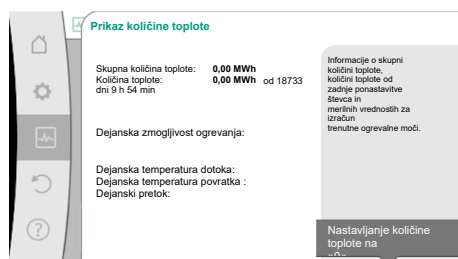 Prikaz količine toplote
Skupna količina toplote: 0,00 MWh
Količina toplote: 0,00 MWh od 18733
dni 9 h 54 min
Dejanska zmogljivost ogrevanja:
Dejanska temperatura dotoka:
Dejanska temperatura povratka :
Dejanski pretok:
Informacije o skupni
količini toplote,
količini toplote od
zadnje ponastavitve
števca in
merilnih vrednostih za
izračun
trenutne ogrevalne moči.
Nastavljanje količine
toplote na